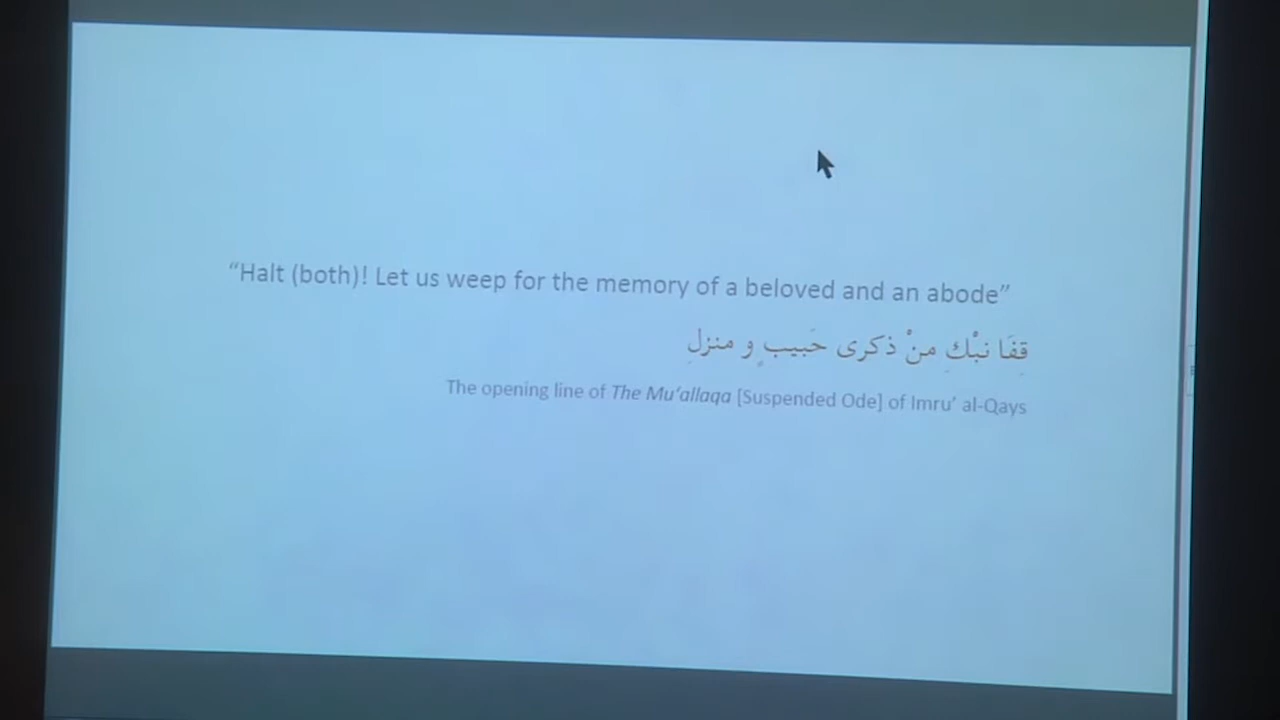 “Halt (both)! Let us weep for the memory of a beloved and an abode”
قِفَا نبْكِ منْ ذكرى حَبيبٍ و منزلِ
The opening line of The Mu‘allaqa [Suspended Ode] of Imru’ al-Qays